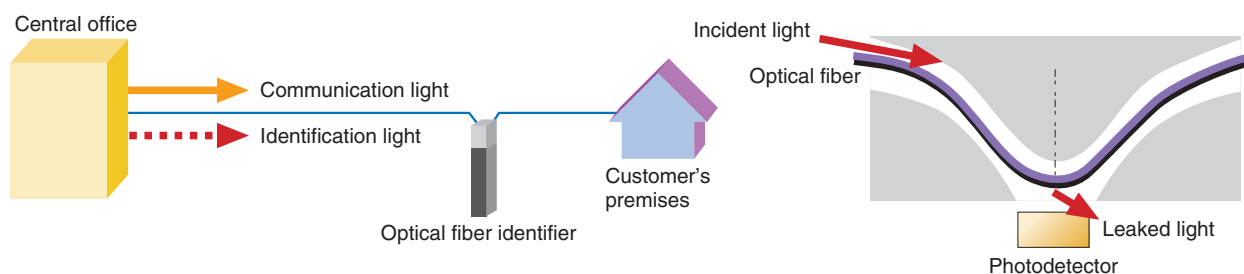 Central office
Communication light
Identification light
Optical fiber identifier
Customer's
premises
Incident light
Optical fiber
Leaked light
Photodetector